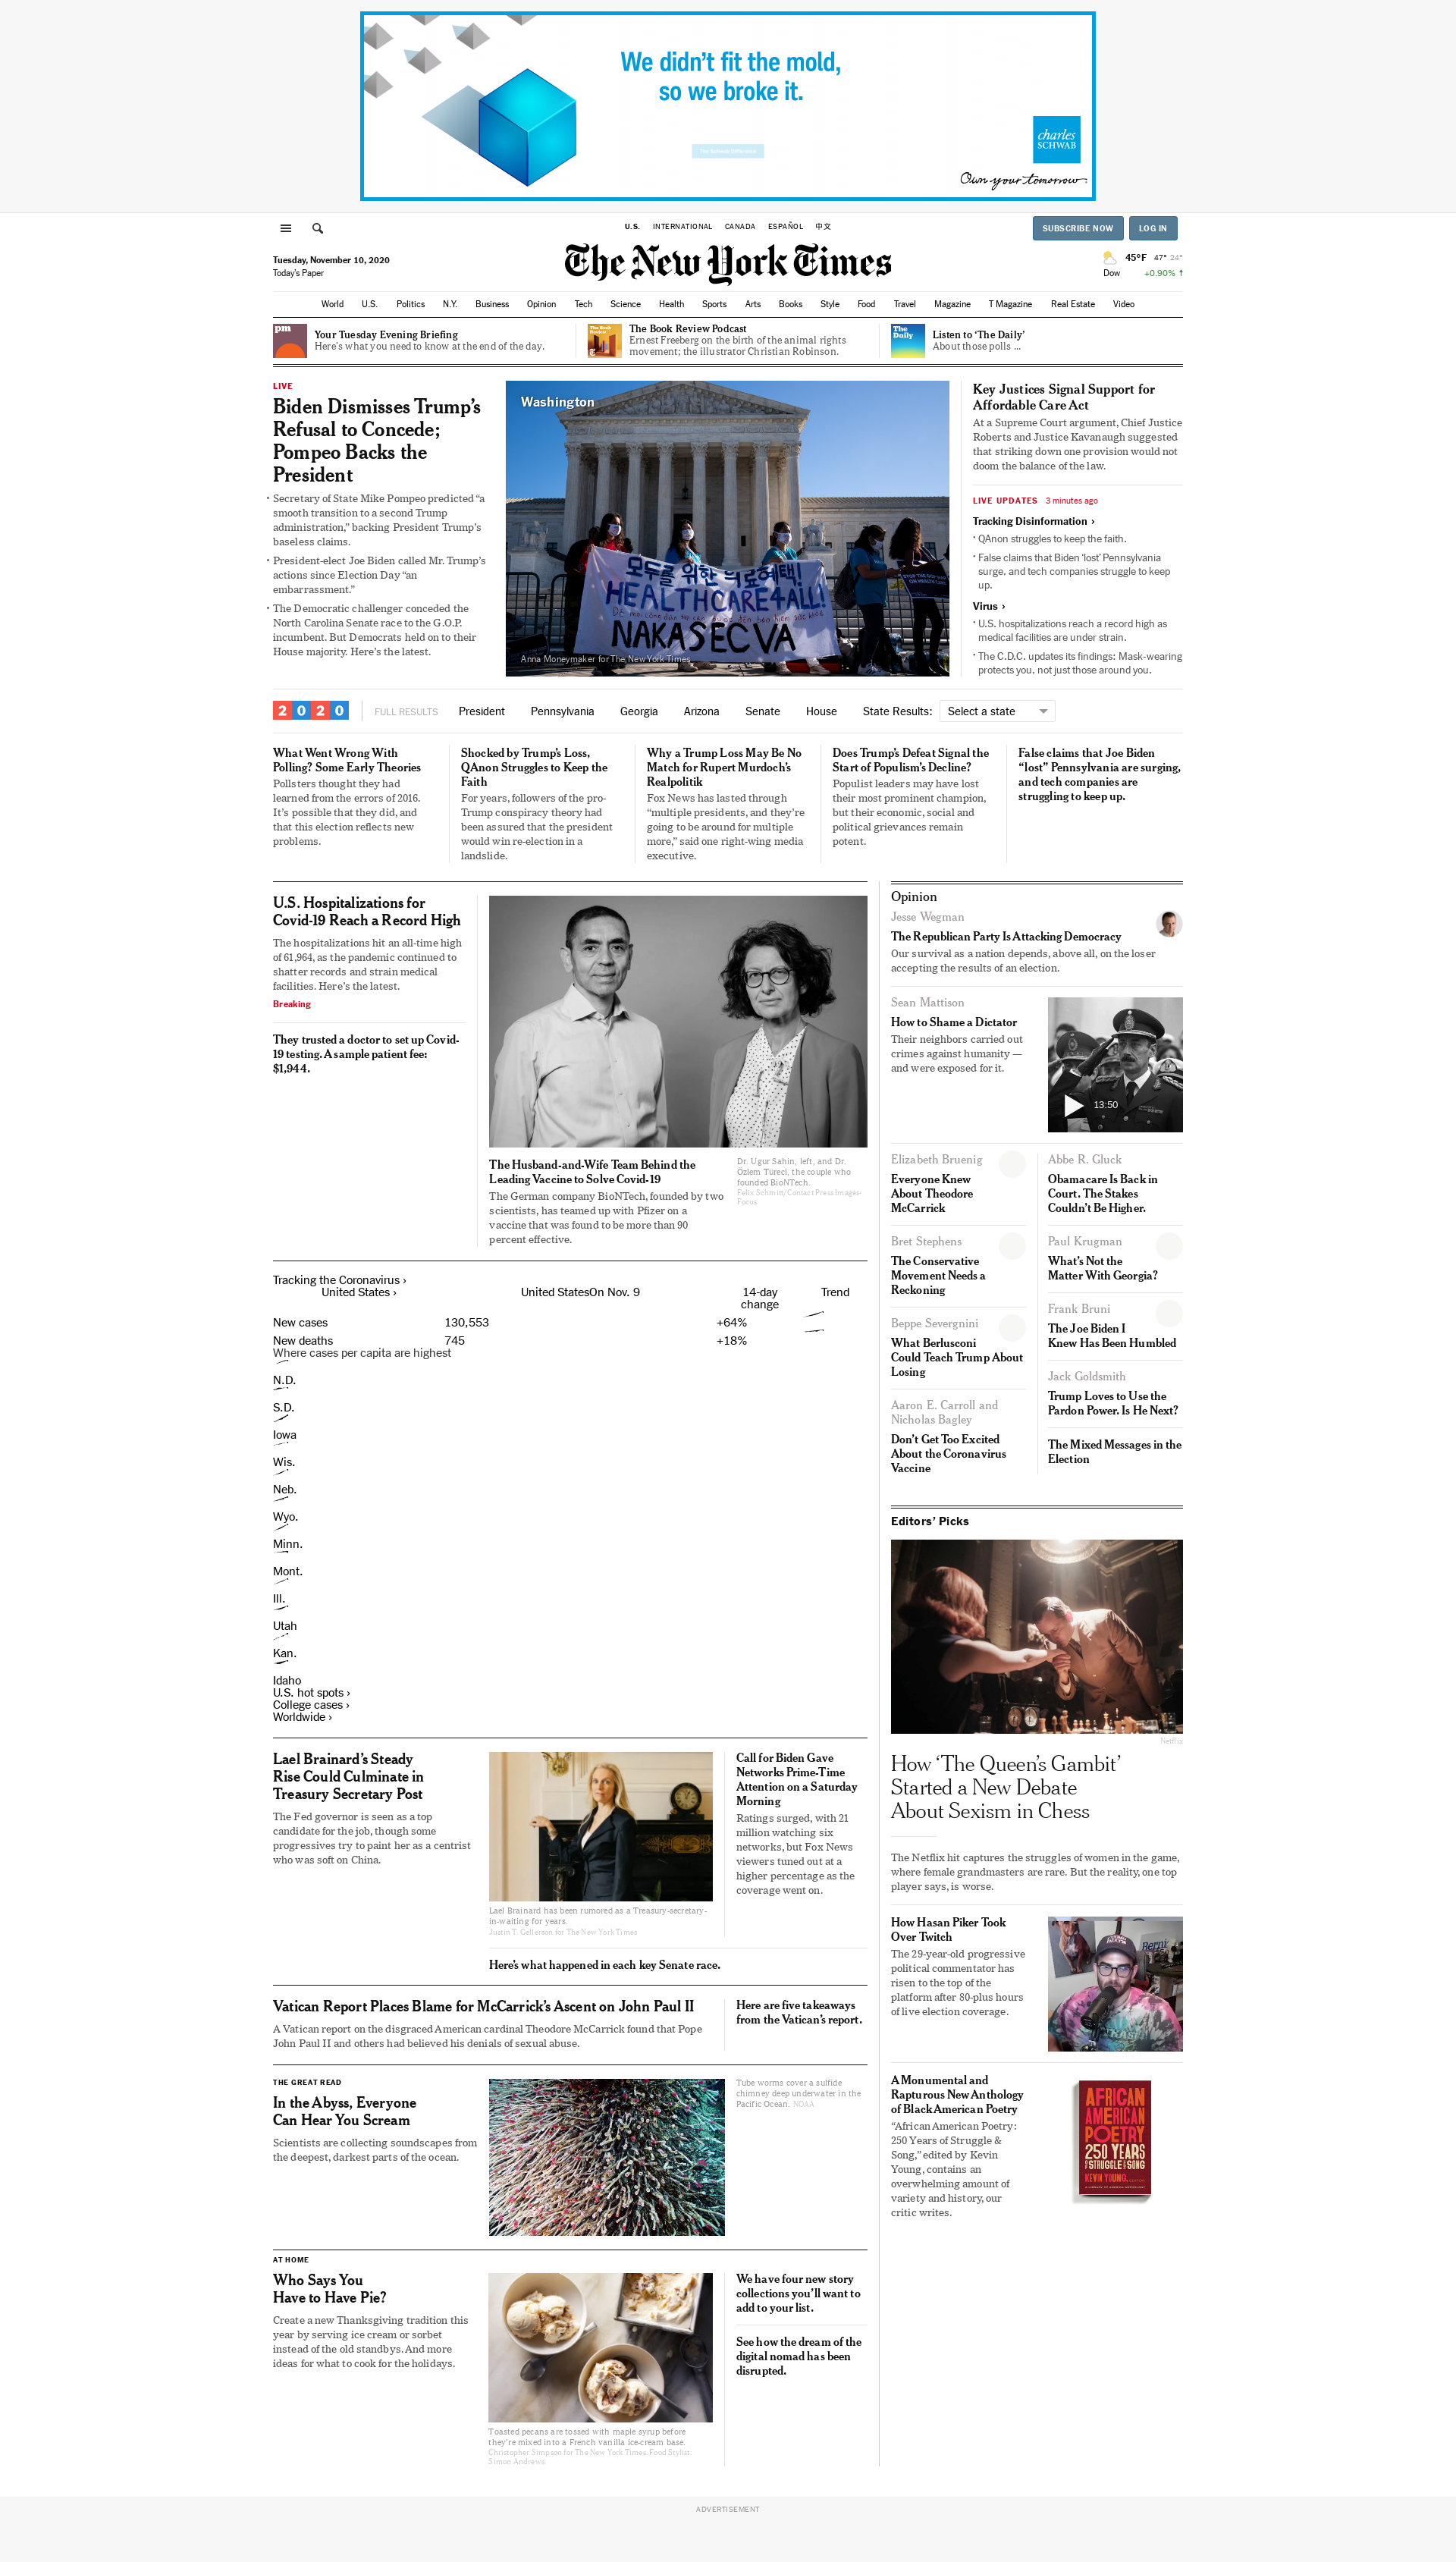 We didn't fit the mold,
so we broke it.
The Schwab Difference
charles
SCHWAB
Own your tomorrow.
U.S.
INTERNATIONAL
CANADA
ESPAÑOL
中文
SUBSCRIBE NOW
LOG IN
Tuesday, November 10, 2020
Today's Paper
The New York Times
45°F 47° 24°
Dow +0.90% ↑
World U.S. Politics N.Y. Business Opinion Tech Science Health Sports Arts Books Style Food Travel Magazine T Magazine Real Estate Video
pm
Your Tuesday Evening Briefing
Here's what you need to know at the end of the day.
The Book
Review
The Book Review Podcast
Ernest Freeberg on the birth of the animal rights
movement; the illustrator Christian Robinson.
The
Daily
Listen to ‘The Daily’
About those polls ...
LIVE
Biden Dismisses Trump’s
Refusal to Concede;
Pompeo Backs the
President
• Secretary of State Mike Pompeo predicted “a
smooth transition to a second Trump
administration,” backing President Trump’s
baseless claims.
• President-elect Joe Biden called Mr. Trump’s
actions since Election Day “an
embarrassment.”
• The Democratic challenger conceded the
North Carolina Senate race to the G.O.P.
incumbent. But Democrats held on to their
House majority. Here’s the latest.
Washington
모두를 위한 의료혜택
HEALTHCARE4ALL!
NAKASECVA
Anna Moneymaker for The New York Times
Key Justices Signal Support for
Affordable Care Act
At a Supreme Court argument, Chief Justice
Roberts and Justice Kavanaugh suggested
that striking down one provision would not
doom the balance of the law.
LIVE UPDATES 3 minutes ago
Tracking Disinformation ›
• QAnon struggles to keep the faith.
• False claims that Biden ‘lost’ Pennsylvania
surge, and tech companies struggle to keep
up.
Virus ›
• U.S. hospitalizations reach a record high as
medical facilities are under strain.
• The C.D.C. updates its findings: Mask-wearing
protects you, not just those around you.
2020
FULL RESULTS President Pennsylvania Georgia Arizona Senate House State Results: Select a state
What Went Wrong With
Polling? Some Early Theories
Pollsters thought they had
learned from the errors of 2016.
It’s possible that they did, and
that this election reflects new
problems.
Shocked by Trump’s Loss,
QAnon Struggles to Keep the
Faith
For years, followers of the pro-
Trump conspiracy theory had
been assured that the president
would win re-election in a
landslide.
Why a Trump Loss May Be No
Match for Rupert Murdoch’s
Realpolitik
Fox News has lasted through
“multiple presidents, and they’re
going to be around for multiple
more,” said one right-wing media
executive.
Does Trump’s Defeat Signal the
Start of Populism’s Decline?
Populist leaders may have lost
their most prominent champion,
but their economic, social and
political grievances remain
potent.
False claims that Joe Biden
“lost” Pennsylvania are surging,
and tech companies are
struggling to keep up.
U.S. Hospitalizations for
Covid-19 Reach a Record High
The hospitalizations hit an all-time high
of 61,964, as the pandemic continued to
shatter records and strain medical
facilities. Here’s the latest.
Breaking
They trusted a doctor to set up Covid-
19 testing. A sample patient fee:
$1,944.
The Husband-and-Wife Team Behind the
Leading Vaccine to Solve Covid-19
The German company BioNTech, founded by two
scientists, has teamed up with Pfizer on a
vaccine that was found to be more than 90
percent effective.
Dr. Ugur Sahin, left, and Dr.
Özlem Türeci, the couple who
founded BioNTech.
Felix Schmitt/Contact Press Images-
Focus
Tracking the Coronavirus ›
United States › United StatesOn Nov. 9 14-day
change Trend
New cases 130,553 +64%
New deaths 745 +18%
Where cases per capita are highest
N.D.
S.D.
Iowa
Wis.
Neb.
Wyo.
Minn.
Mont.
Ill.
Utah
Kan.
Idaho
U.S. hot spots ›
College cases ›
Worldwide ›
Lael Brainard’s Steady
Rise Could Culminate in
Treasury Secretary Post
The Fed governor is seen as a top
candidate for the job, though some
progressives try to paint her as a centrist
who was soft on China.
Lael Brainard has been rumored as a Treasury-secretary-
in-waiting for years.
Justin T. Gellerson for The New York Times
Call for Biden Gave
Networks Prime-Time
Attention on a Saturday
Morning
Ratings surged, with 21
million watching six
networks, but Fox News
viewers tuned out at a
higher percentage as the
coverage went on.
Here’s what happened in each key Senate race.
Vatican Report Places Blame for McCarrick’s Ascent on John Paul II
A Vatican report on the disgraced American cardinal Theodore McCarrick found that Pope
John Paul II and others had believed his denials of sexual abuse.
Here are five takeaways
from the Vatican’s report.
THE GREAT READ
In the Abyss, Everyone
Can Hear You Scream
Scientists are collecting soundscapes from
the deepest, darkest parts of the ocean.
Tube worms cover a sulfide
chimney deep underwater in the
Pacific Ocean. NOAA
AT HOME
Who Says You
Have to Have Pie?
Create a new Thanksgiving tradition this
year by serving ice cream or sorbet
instead of the old standbys. And more
ideas for what to cook for the holidays.
Toasted pecans are tossed with maple syrup before
they’re mixed into a French vanilla ice-cream base.
Christopher Simpson for The New York Times. Food Stylist:
Simon Andrews.
We have four new story
collections you’ll want to
add to your list.
See how the dream of the
digital nomad has been
disrupted.
Opinion
Jesse Wegman
The Republican Party Is Attacking Democracy
Our survival as a nation depends, above all, on the loser
accepting the results of an election.
Sean Mattison
How to Shame a Dictator
Their neighbors carried out
crimes against humanity —
and were exposed for it.
13:50
Elizabeth Bruenig
Everyone Knew
About Theodore
McCarrick
Bret Stephens
The Conservative
Movement Needs a
Reckoning
Beppe Severgnini
What Berlusconi
Could Teach Trump About
Losing
Aaron E. Carroll and
Nicholas Bagley
Don’t Get Too Excited
About the Coronavirus
Vaccine
Abbe R. Gluck
Obamacare Is Back in
Court. The Stakes
Couldn’t Be Higher.
Paul Krugman
What’s Not the
Matter With Georgia?
Frank Bruni
The Joe Biden I
Knew Has Been Humbled
Jack Goldsmith
Trump Loves to Use the
Pardon Power. Is He Next?
The Mixed Messages in the
Election
Editors’ Picks
Netflix
How ‘The Queen’s Gambit’
Started a New Debate
About Sexism in Chess
The Netflix hit captures the struggles of women in the game,
where female grandmasters are rare. But the reality, one top
player says, is worse.
How Hasan Piker Took
Over Twitch
The 29-year-old progressive
political commentator has
risen to the top of the
platform after 80-plus hours
of live election coverage.
Berni
A Monumental and
Rapturous New Anthology
of Black American Poetry
“African American Poetry:
250 Years of Struggle &
Song,” edited by Kevin
Young, contains an
overwhelming amount of
variety and history, our
critic writes.
AFRICAN
AMERICAN
POETRY
250 YEARS
OF STRUGGLE & SONG
KEVIN YOUNG,
ADVERTISEMENT